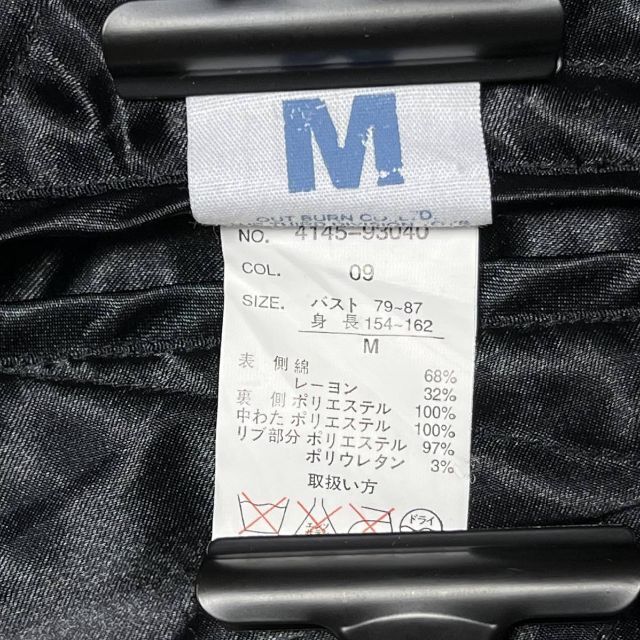 M
OUT BURN CO.,L.D.
NO. 4145-93040
COL. 09
SIZE. バスト 79~87
身 長 154~162
M
表 側 綿 68%
レーヨン 32%
裏 側 ポリエステル 100%
中わた ポリエステル 100%
リブ部分 ポリエステル 97%
ポリウレタン 3%
取扱い方
ドライ